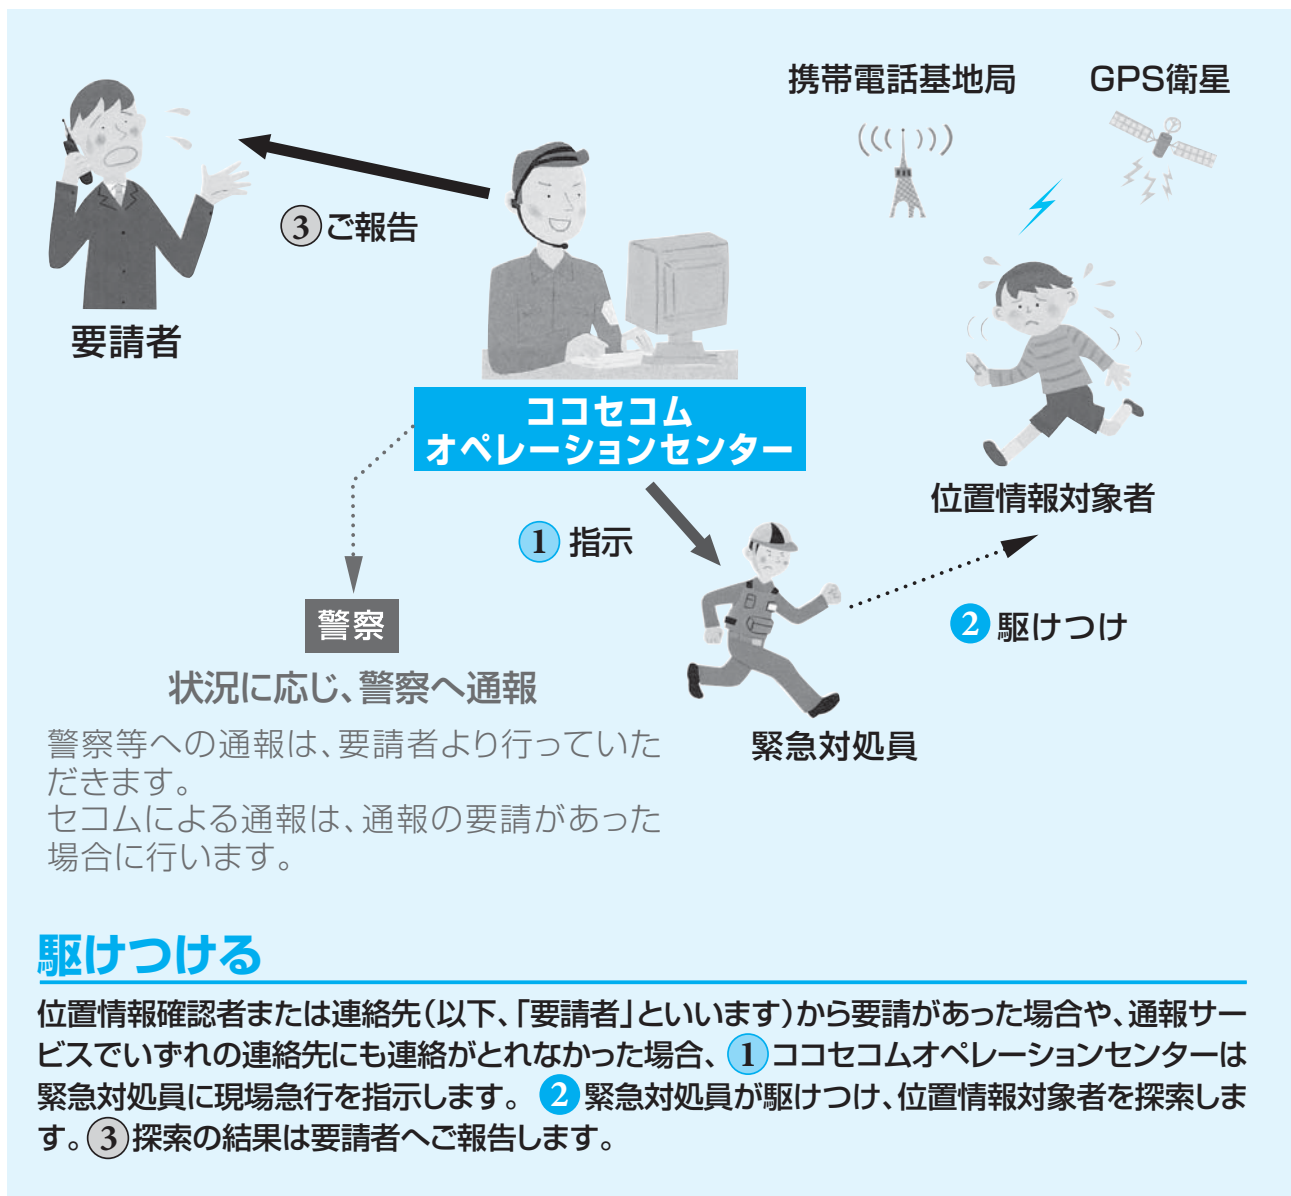 携帯電話基地局
GPS衛星
③ご報告
要請者
ココセコム
オペレーションセンター
位置情報対象者
① 指示
② 駆けつけ
警察
状況に応じ、警察へ通報
緊急対処員
警察等への通報は、要請者より行っていた
だきます。
セコムによる通報は、通報の要請があった
場合に行います。
駆けつける
位置情報確認者または連絡先(以下、「要請者」といいます)から要請があった場合や、通報サー
ビスでいずれの連絡先にも連絡がとれなかった場合、①ココセコムオペレーションセンターは
緊急対処員に現場急行を指示します。②緊急対処員が駆けつけ、位置情報対象者を探索しま
す。③探索の結果は要請者へご報告します。